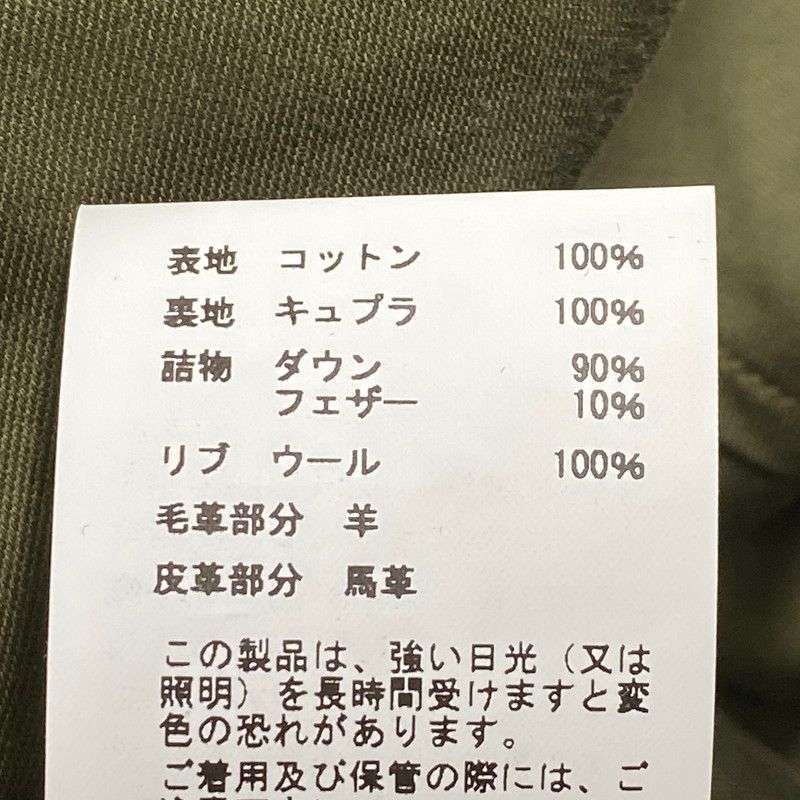 表地 コットン 100%
裏地 キュプラ 100%
詰物 ダウン 90%
フェザー 10%
リブ ウール 100%
毛革部分 羊
皮革部分 馬革
この製品は、強い日光（又は
照明）を長時間受けますと変
色の恐れがあります。
ご着用及び保管の際には、ご